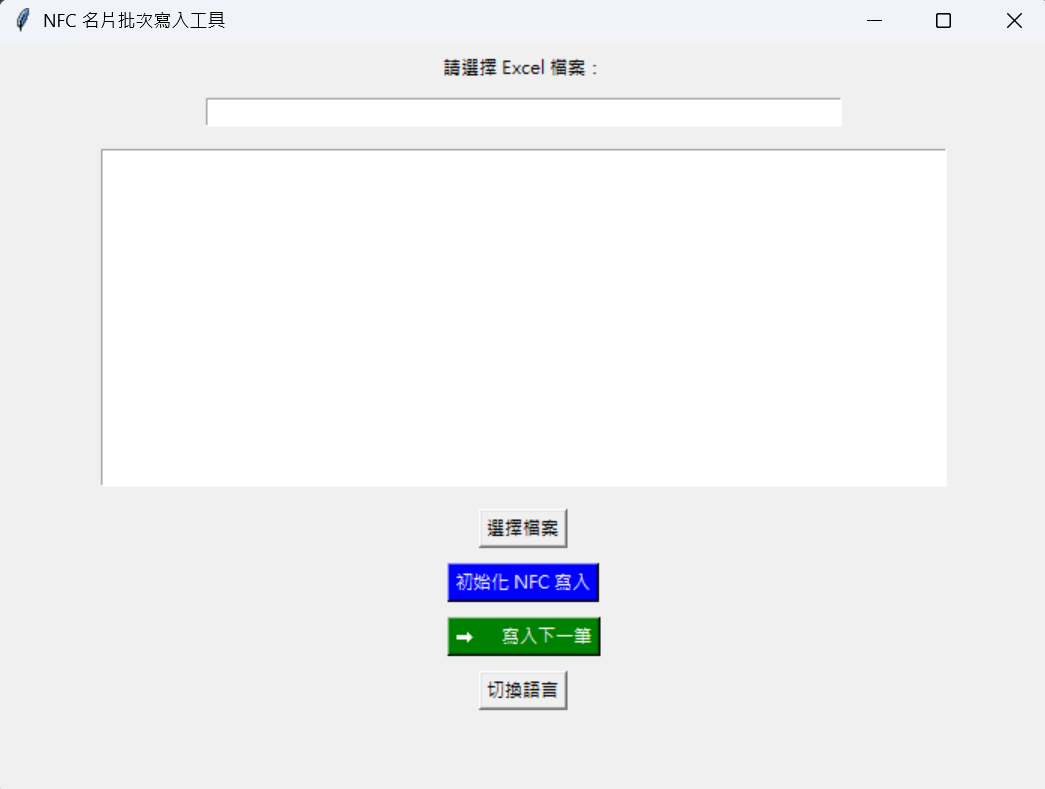 NFC 名片批次寫入工具
請選擇 Excel 檔案：
選擇檔案
初始化 NFC 寫入
➡ 寫入下一筆
切換語言